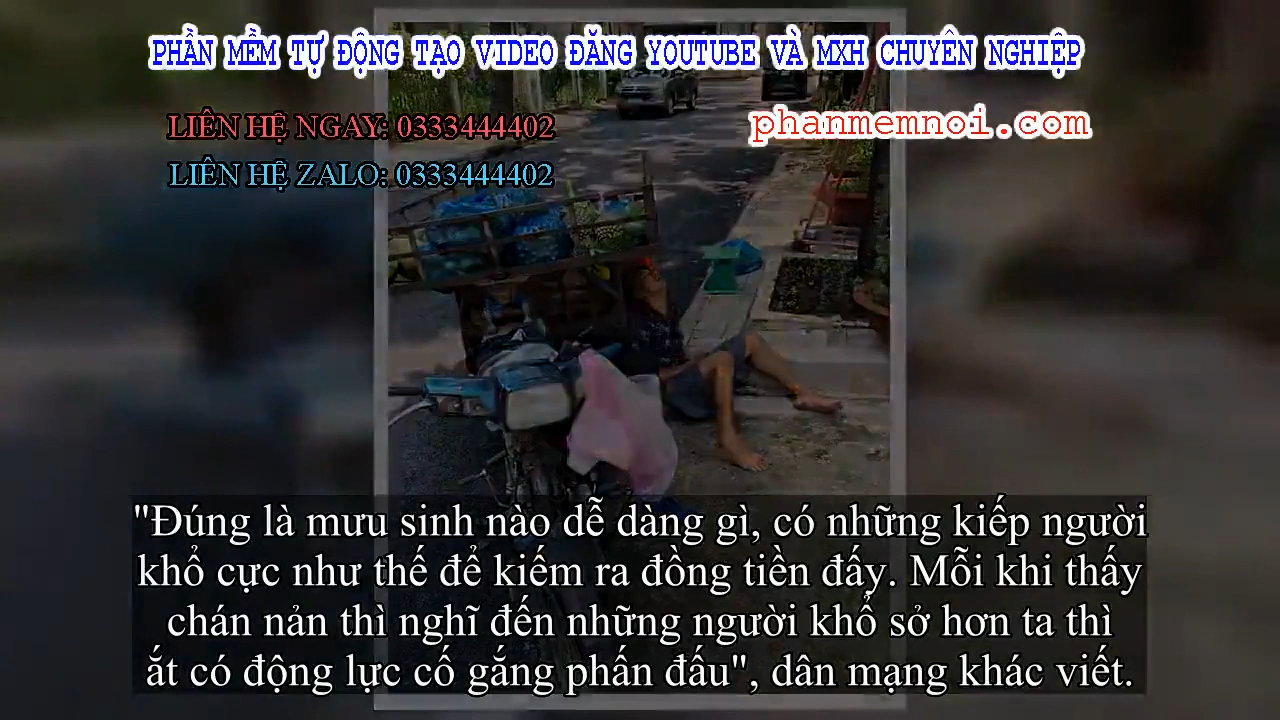 PHẦN MỀM TỰ ĐỘNG TẠO VIDEO ĐĂNG YOUTUBE VÀ MXH CHUYÊN NGHIỆP
LIÊN HỆ NGAY: 0333444402
phanmemnoi.com
LIÊN HỆ ZALO: 0333444402
"Đúng là mưu sinh nào dễ dàng gì, có những kiếp người
khổ cực như thế để kiếm ra đồng tiền đấy. Mỗi khi thấy
chán nản thì nghĩ đến những người khổ sở hơn ta thì
ắt có động lực cố gắng phấn đấu", dân mạng khác viết.